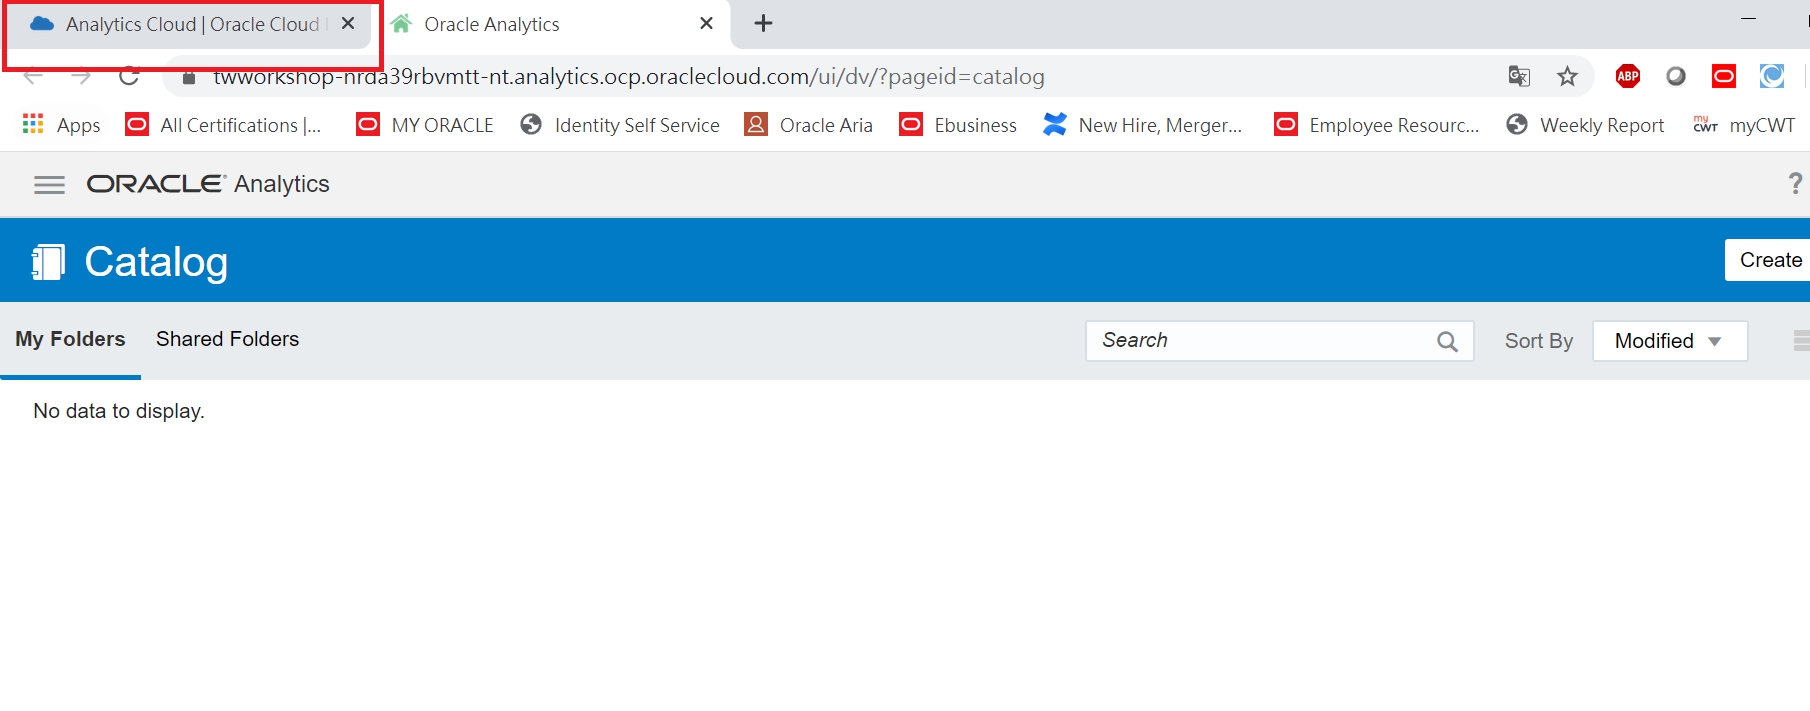 Analytics Cloud | Oracle Cloud
Oracle Analytics
twworkshop-nrda39rbvmtt-nt.analytics.ocp.oraclecloud.com/ui/dv/?pageid=catalog
ABP
Apps All Certifications |... MY ORACLE Identity Self Service Oracle Aria Ebusiness New Hire, Merger... Employee Resourc... Weekly Report my CWT myCWT
ORACLE Analytics ?
Catalog
Create
My Folders Shared Folders Search Sort By Modified
No data to display.